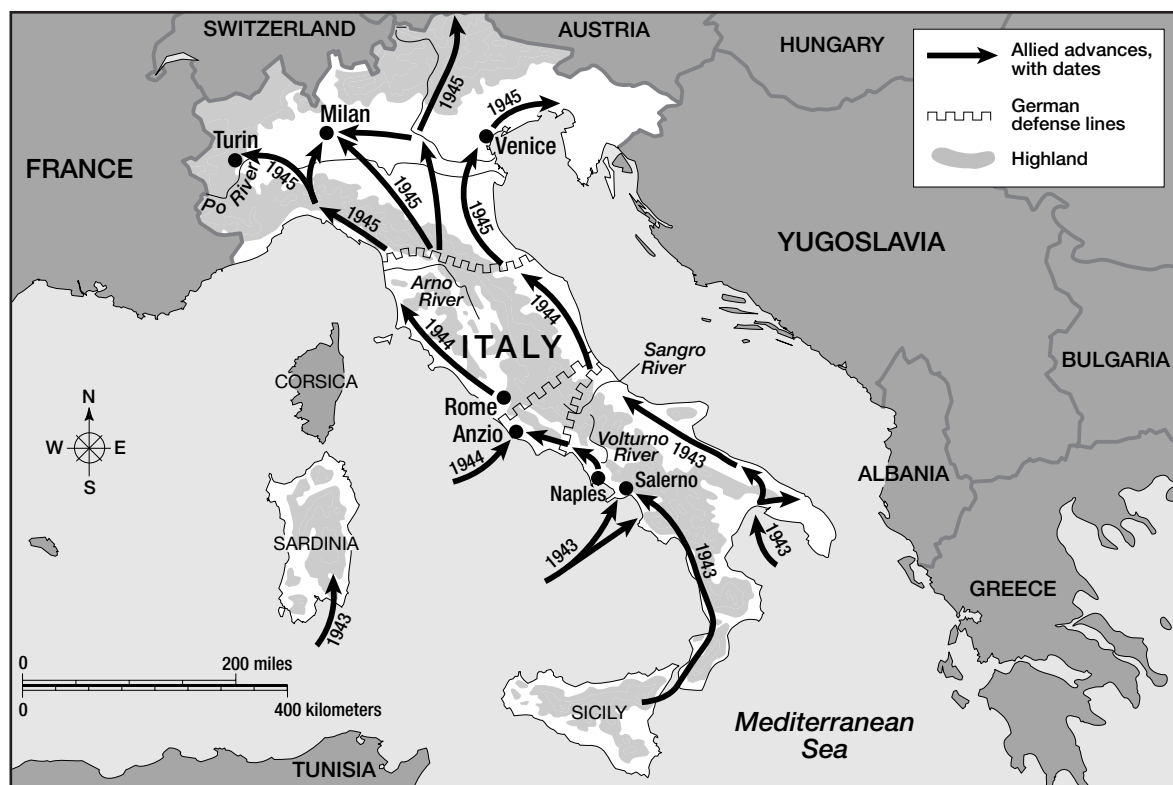 SWITZERLAND
AUSTRIA
HUNGARY
Allied advances,
with dates
German
defense lines
Highland
1945
1945
Milan
Venice
Turin
FRANCE
Po River
1945
1945
1945
1945
YUGOSLAVIA
Arno
River
1944
1944
ITALY
Sangro
River
BULGARIA
CORSICA
Rome
Anzio
N
W
E
S
Volturno
River
1943
1944
Naples
Salerno
ALBANIA
SARDINIA
1943
1943
1943
GREECE
1943
0
200 miles
0
400 kilometers
SICILY
Mediterranean
Sea
TUNISIA